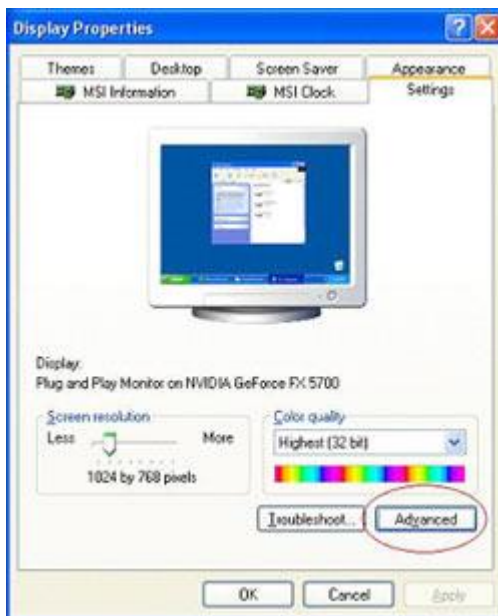 Display Properties
Themes Desktop Screen Saver Appearance
MSI Information MSI Clock Settings
Display:
Plug and Play Monitor on NVIDIA GeForce FX 5700
Screen resolution
Less More
1024 by 768 pixels
Color quality
Highest (32 bit)
Troubleshoot... Advanced
OK Cancel Apply